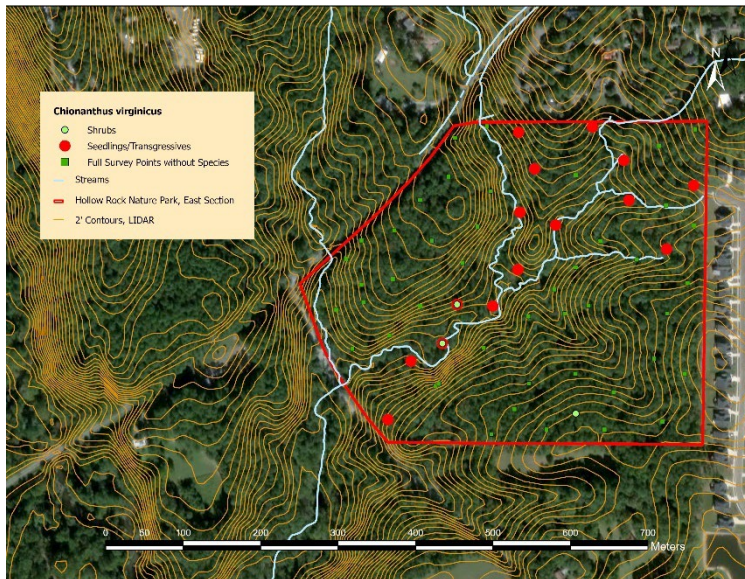 N
Chionanthus virginicus
Shrubs
Seedlings/Transgressives
Full Survey Points without Species
Streams
Hollow Rock Nature Park, East Section
2' Contours, LIDAR
0 50 100 200 300 400 500 600 700
Meters